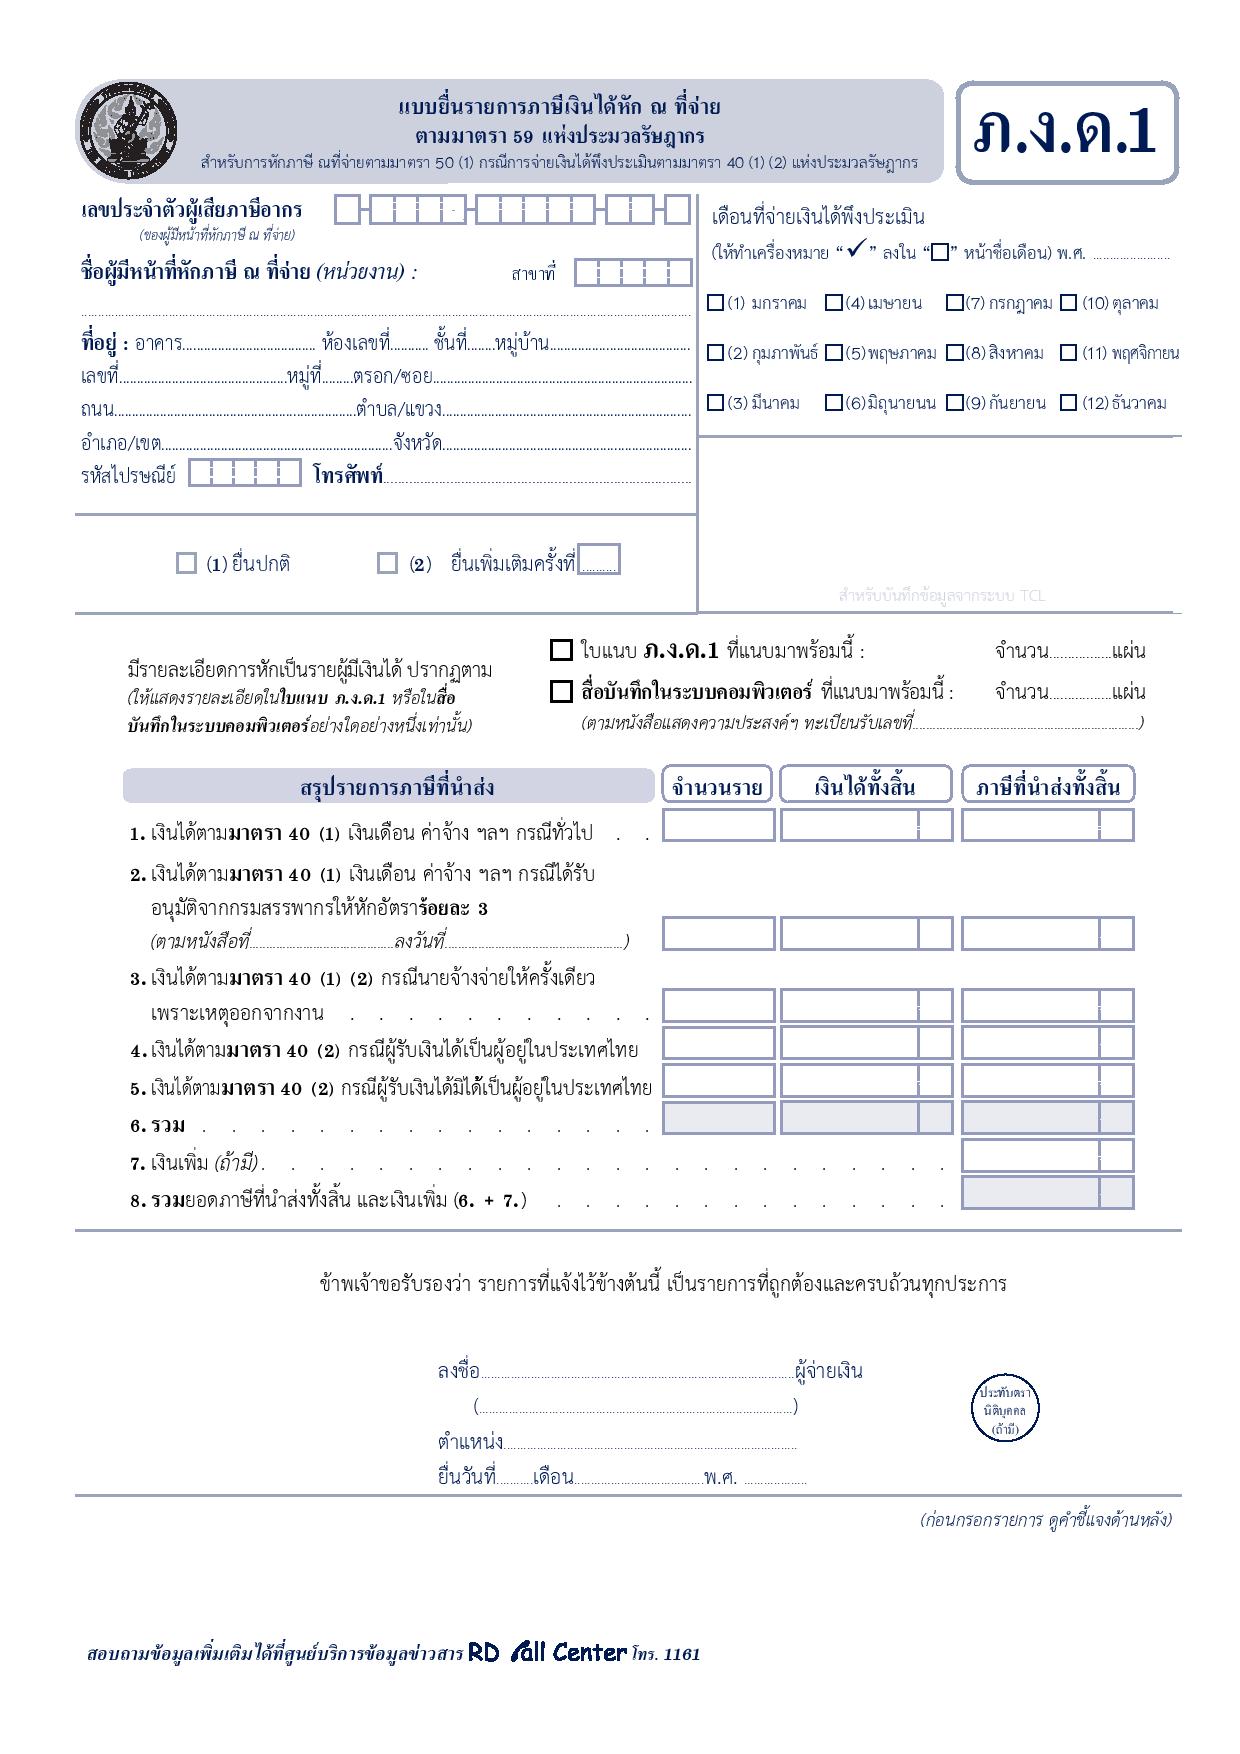 แบบยื่นรายการภาษีเงินได้หัก ณ ที่จ่าย
ตามมาตรา 59 แห่งประมวลรัษฎากร
สำหรับการหักภาษี ณที่จ่ายตามมาตรา 50 (1) กรณีการจ่ายเงินได้พึงประเมินตามมาตรา 40 (1) (2) แห่งประมวลรัษฎากร
ภ.ง.ด.1
เลขประจำตัวผู้เสียภาษีอากร
(ของผู้มีหน้าที่หักภาษี ณ ที่จ่าย)
ชื่อผู้มีหน้าที่หักภาษี ณ ที่จ่าย (หน่วยงาน) : สาขาที่
ที่อยู่ : อาคาร........ ห้องเลขที่........ ชั้นที่.......หมู่บ้าน........
เลขที่........หมู่ที่........ตรอก/ซอย........
ถนน........ตำบล/แขวง........
อำเภอ/เขต........จังหวัด........
รหัสไปรษณีย์ โทรศัพท์........
(1) ยื่นปกติ (2) ยื่นเพิ่มเติมครั้งที่ ........
เดือนที่จ่ายเงินได้พึงประเมิน
(ให้ทำเครื่องหมาย “✓” ลงใน “☐” หน้าชื่อเดือน) พ.ศ. ........
(1) มกราคม (4) เมษายน (7) กรกฎาคม (10) ตุลาคม
(2) กุมภาพันธ์ (5) พฤษภาคม (8) สิงหาคม (11) พฤศจิกายน
(3) มีนาคม (6) มิถุนายนน (9) กันยายน (12) ธันวาคม
สำหรับบันทึกข้อมูลจากระบบ TCL
มีรายละเอียดการหักเป็นรายผู้มีเงินได้ ปรากฏตาม
(ให้แสดงรายละเอียดในใบแนบ ภ.ง.ด.1 หรือในสื่อ
บันทึกในระบบคอมพิวเตอร์อย่างใดอย่างหนึ่งเท่านั้น)
ใบแนบ ภ.ง.ด.1 ที่แนบมาพร้อมนี้ : จำนวน........แผ่น
สื่อบันทึกในระบบคอมพิวเตอร์ ที่แนบมาพร้อมนี้ : จำนวน........แผ่น
(ตามหนังสือแสดงความประสงค์ฯ ทะเบียนรับเลขที่........)
สรุปรายการภาษีที่นำส่ง จำนวนราย เงินได้ทั้งสิ้น ภาษีที่นำส่งทั้งสิ้น
1. เงินได้ตามมาตรา 40 (1) เงินเดือน ค่าจ้าง ฯลฯ กรณีทั่วไป . .
2. เงินได้ตามมาตรา 40 (1) เงินเดือน ค่าจ้าง ฯลฯ กรณีได้รับ
อนุมัติจากกรมสรรพากรให้หักอัตราร้อยละ 3
(ตามหนังสือที่........ลงวันที่........)
3. เงินได้ตามมาตรา 40 (1) (2) กรณีนายจ้างจ่ายให้ครั้งเดียว
เพราะเหตุออกจากงาน . . . . . . . . . . .
4. เงินได้ตามมาตรา 40 (2) กรณีผู้รับเงินได้เป็นผู้อยู่ในประเทศไทย
5. เงินได้ตามมาตรา 40 (2) กรณีผู้รับเงินได้มิได้เป็นผู้อยู่ในประเทศไทย
6. รวม . . . . . . . . . . . . . . . .
7. เงินเพิ่ม (ถ้ามี) . . . . . . . . . . . . . . . . . . . . . . . .
8. รวมยอดภาษีที่นำส่งทั้งสิ้น และเงินเพิ่ม (6. + 7.) . . . . . . . . . . . . . .
ข้าพเจ้าขอรับรองว่า รายการที่แจ้งไว้ข้างต้นนี้ เป็นรายการที่ถูกต้องและครบถ้วนทุกประการ
ลงชื่อ........ผู้จ่ายเงิน
(........)
ตำแหน่ง........
ยื่นวันที่........เดือน........พ.ศ. ........
ประทับตรา
นิติบุคคล
(ถ้ามี)
(ก่อนกรอกรายการ ดูคำชี้แจงด้านหลัง)
สอบถามข้อมูลเพิ่มเติมได้ที่ศูนย์บริการข้อมูลข่าวสาร RD Call Center โทร. 1161